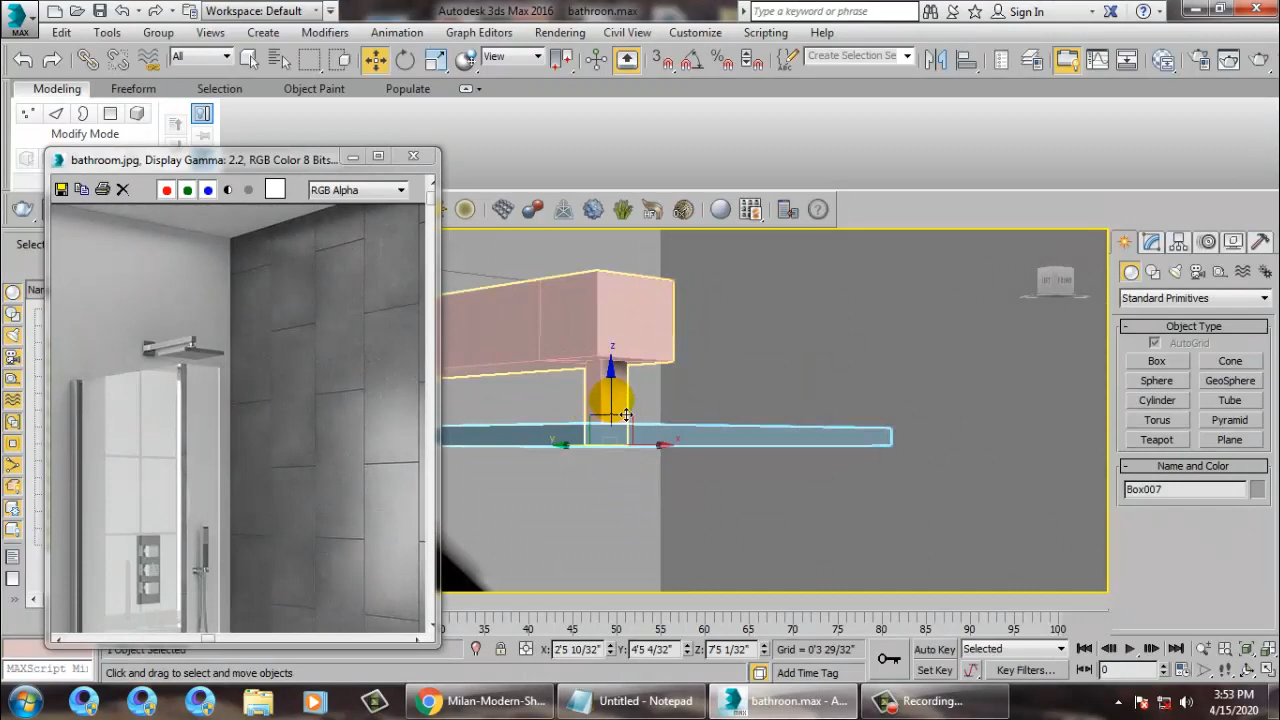 Workspace: Default
Autodesk 3ds Max 2016
bathroon.max
Type a keyword or phrase
Sign In
MAX
Edit
Tools
Group
Views
Create
Modifiers
Animation
Graph Editors
Rendering
Civil View
Customize
Scripting
Help
All
View
3
Create Selection Se
Modeling
Freeform
Selection
Object Paint
Populate
Modify Mode
bathroom.jpg, Display Gamma: 2.2, RGB Color 8 Bits...
RGB Alpha
Selec
Nan
z
y
x
Standard Primitives
- Object Type
AutoGrid
Box
Cone
Sphere
GeoSphere
Cylinder
Tube
Torus
Pyramid
Teapot
Plane
- Name and Color
Box007
35 40 45 50 55 60 65 70 75 80 85 90 95 100
1 Object Selected
X: 2'5 10/32"
Y: 4'5 4/32"
Z: 7'5 1/32"
Grid = 0'3 29/32"
Auto Key
Selected
MAXScript Mi
Click and drag to select and move objects
Add Time Tag
Set Key
Key Filters...
0
Milan-Modern-Sh...
Untitled - Notepad
bathroon.max - A...
Recording...
3:53 PM
4/15/2020